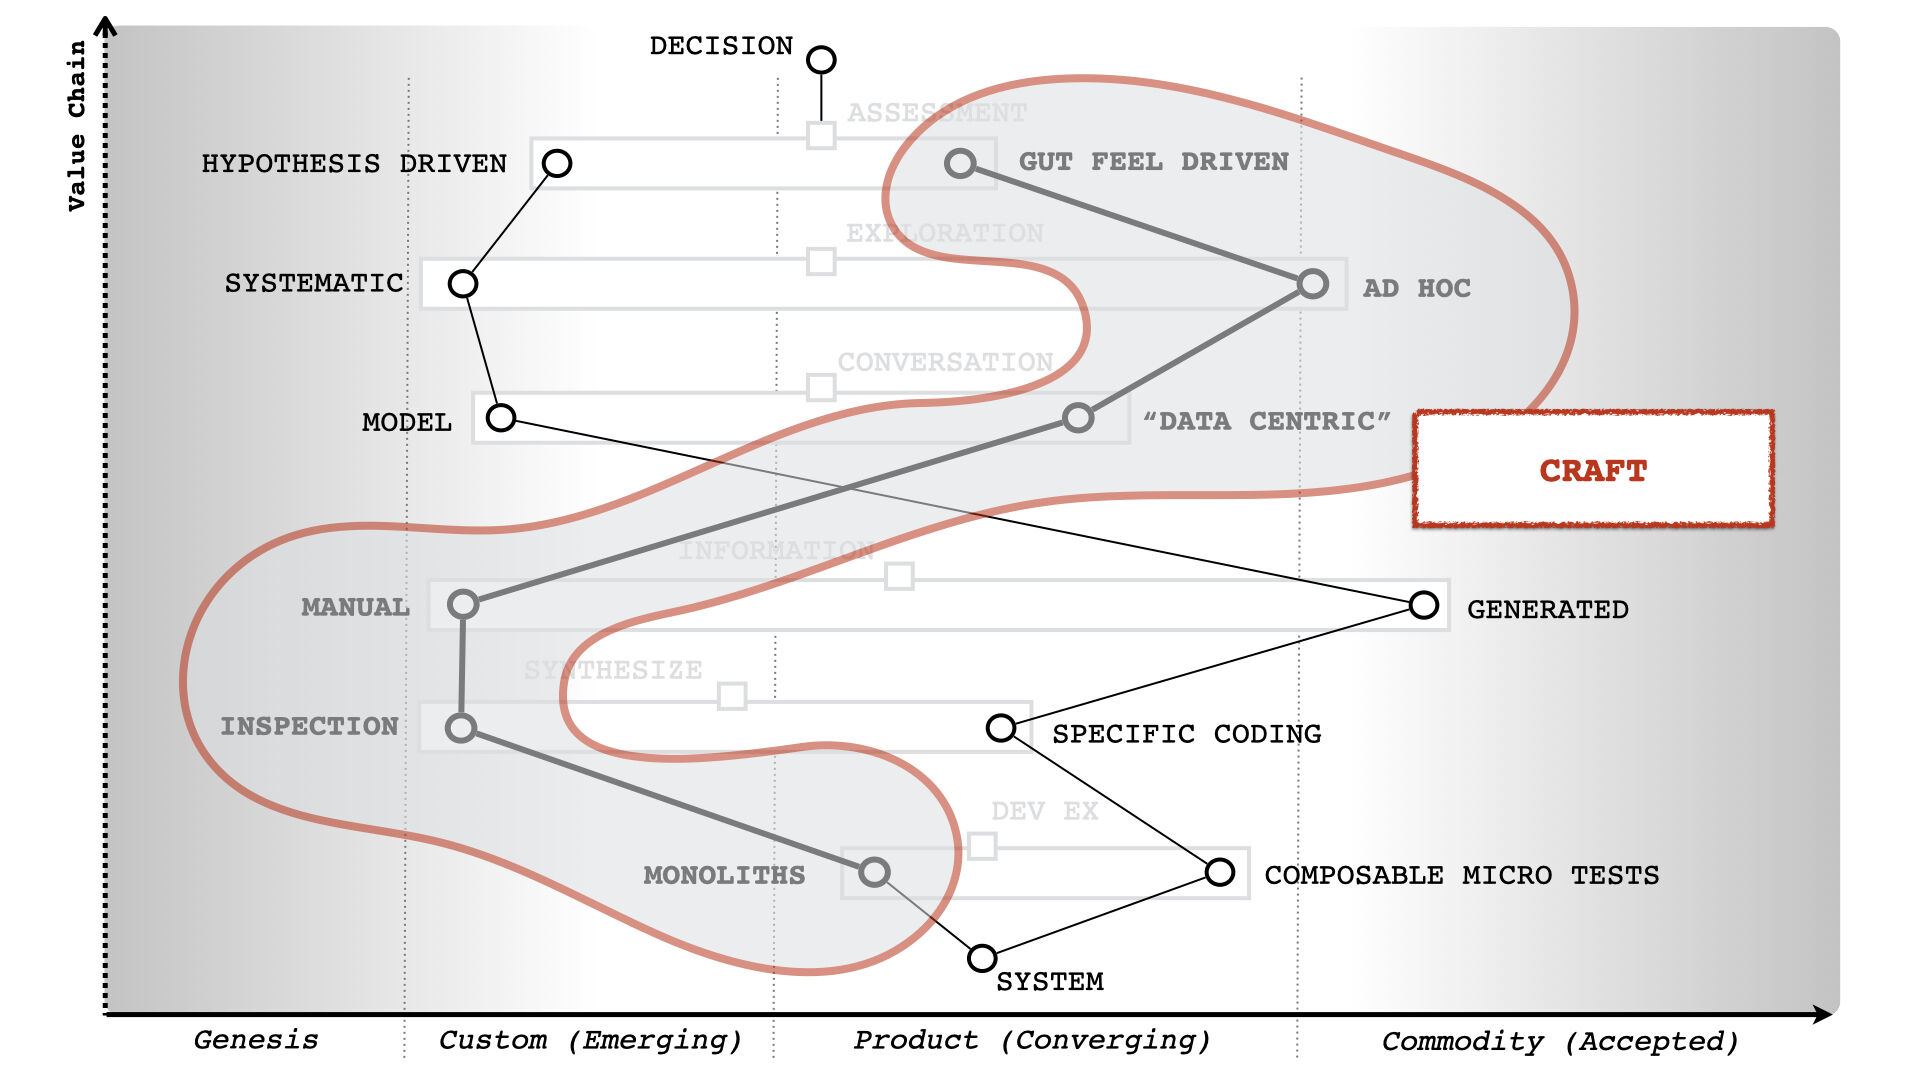 Value Chain
DECISION
ASSESSMENT
HYPOTHESIS DRIVEN
GUT FEEL DRIVEN
EXPLORATION
SYSTEMATIC
AD HOC
CONVERSATION
MODEL
“DATA CENTRIC”
CRAFT
INFORMATION
MANUAL
GENERATED
SYNTHESIZE
INSPECTION
SPECIFIC CODING
DEV EX
MONOLITHS
COMPOSABLE MICRO TESTS
SYSTEM
Genesis
Custom (Emerging)
Product (Converging)
Commodity (Accepted)